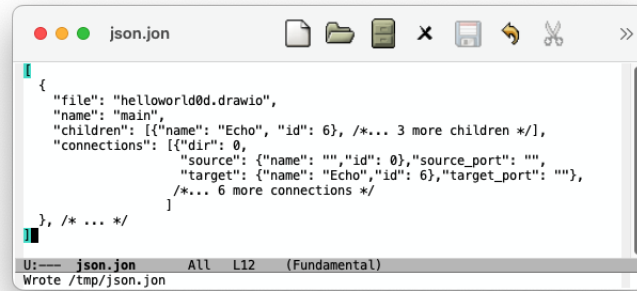 json.jon
[
  {
    "file": "helloworld0d.drawio",
    "name": "main",
    "children": [{"name": "Echo", "id": 6}, /*... 3 more children */],
    "connections": [{"dir": 0,
                     "source": {"name": "","id": 0},"source_port": "",
                     "target": {"name": "Echo","id": 6},"target_port": ""},
                    /*... 6 more connections */
                   ]
  }, /* ... */
]
U:--- json.jon All L12 (Fundamental)
Wrote /tmp/json.jon